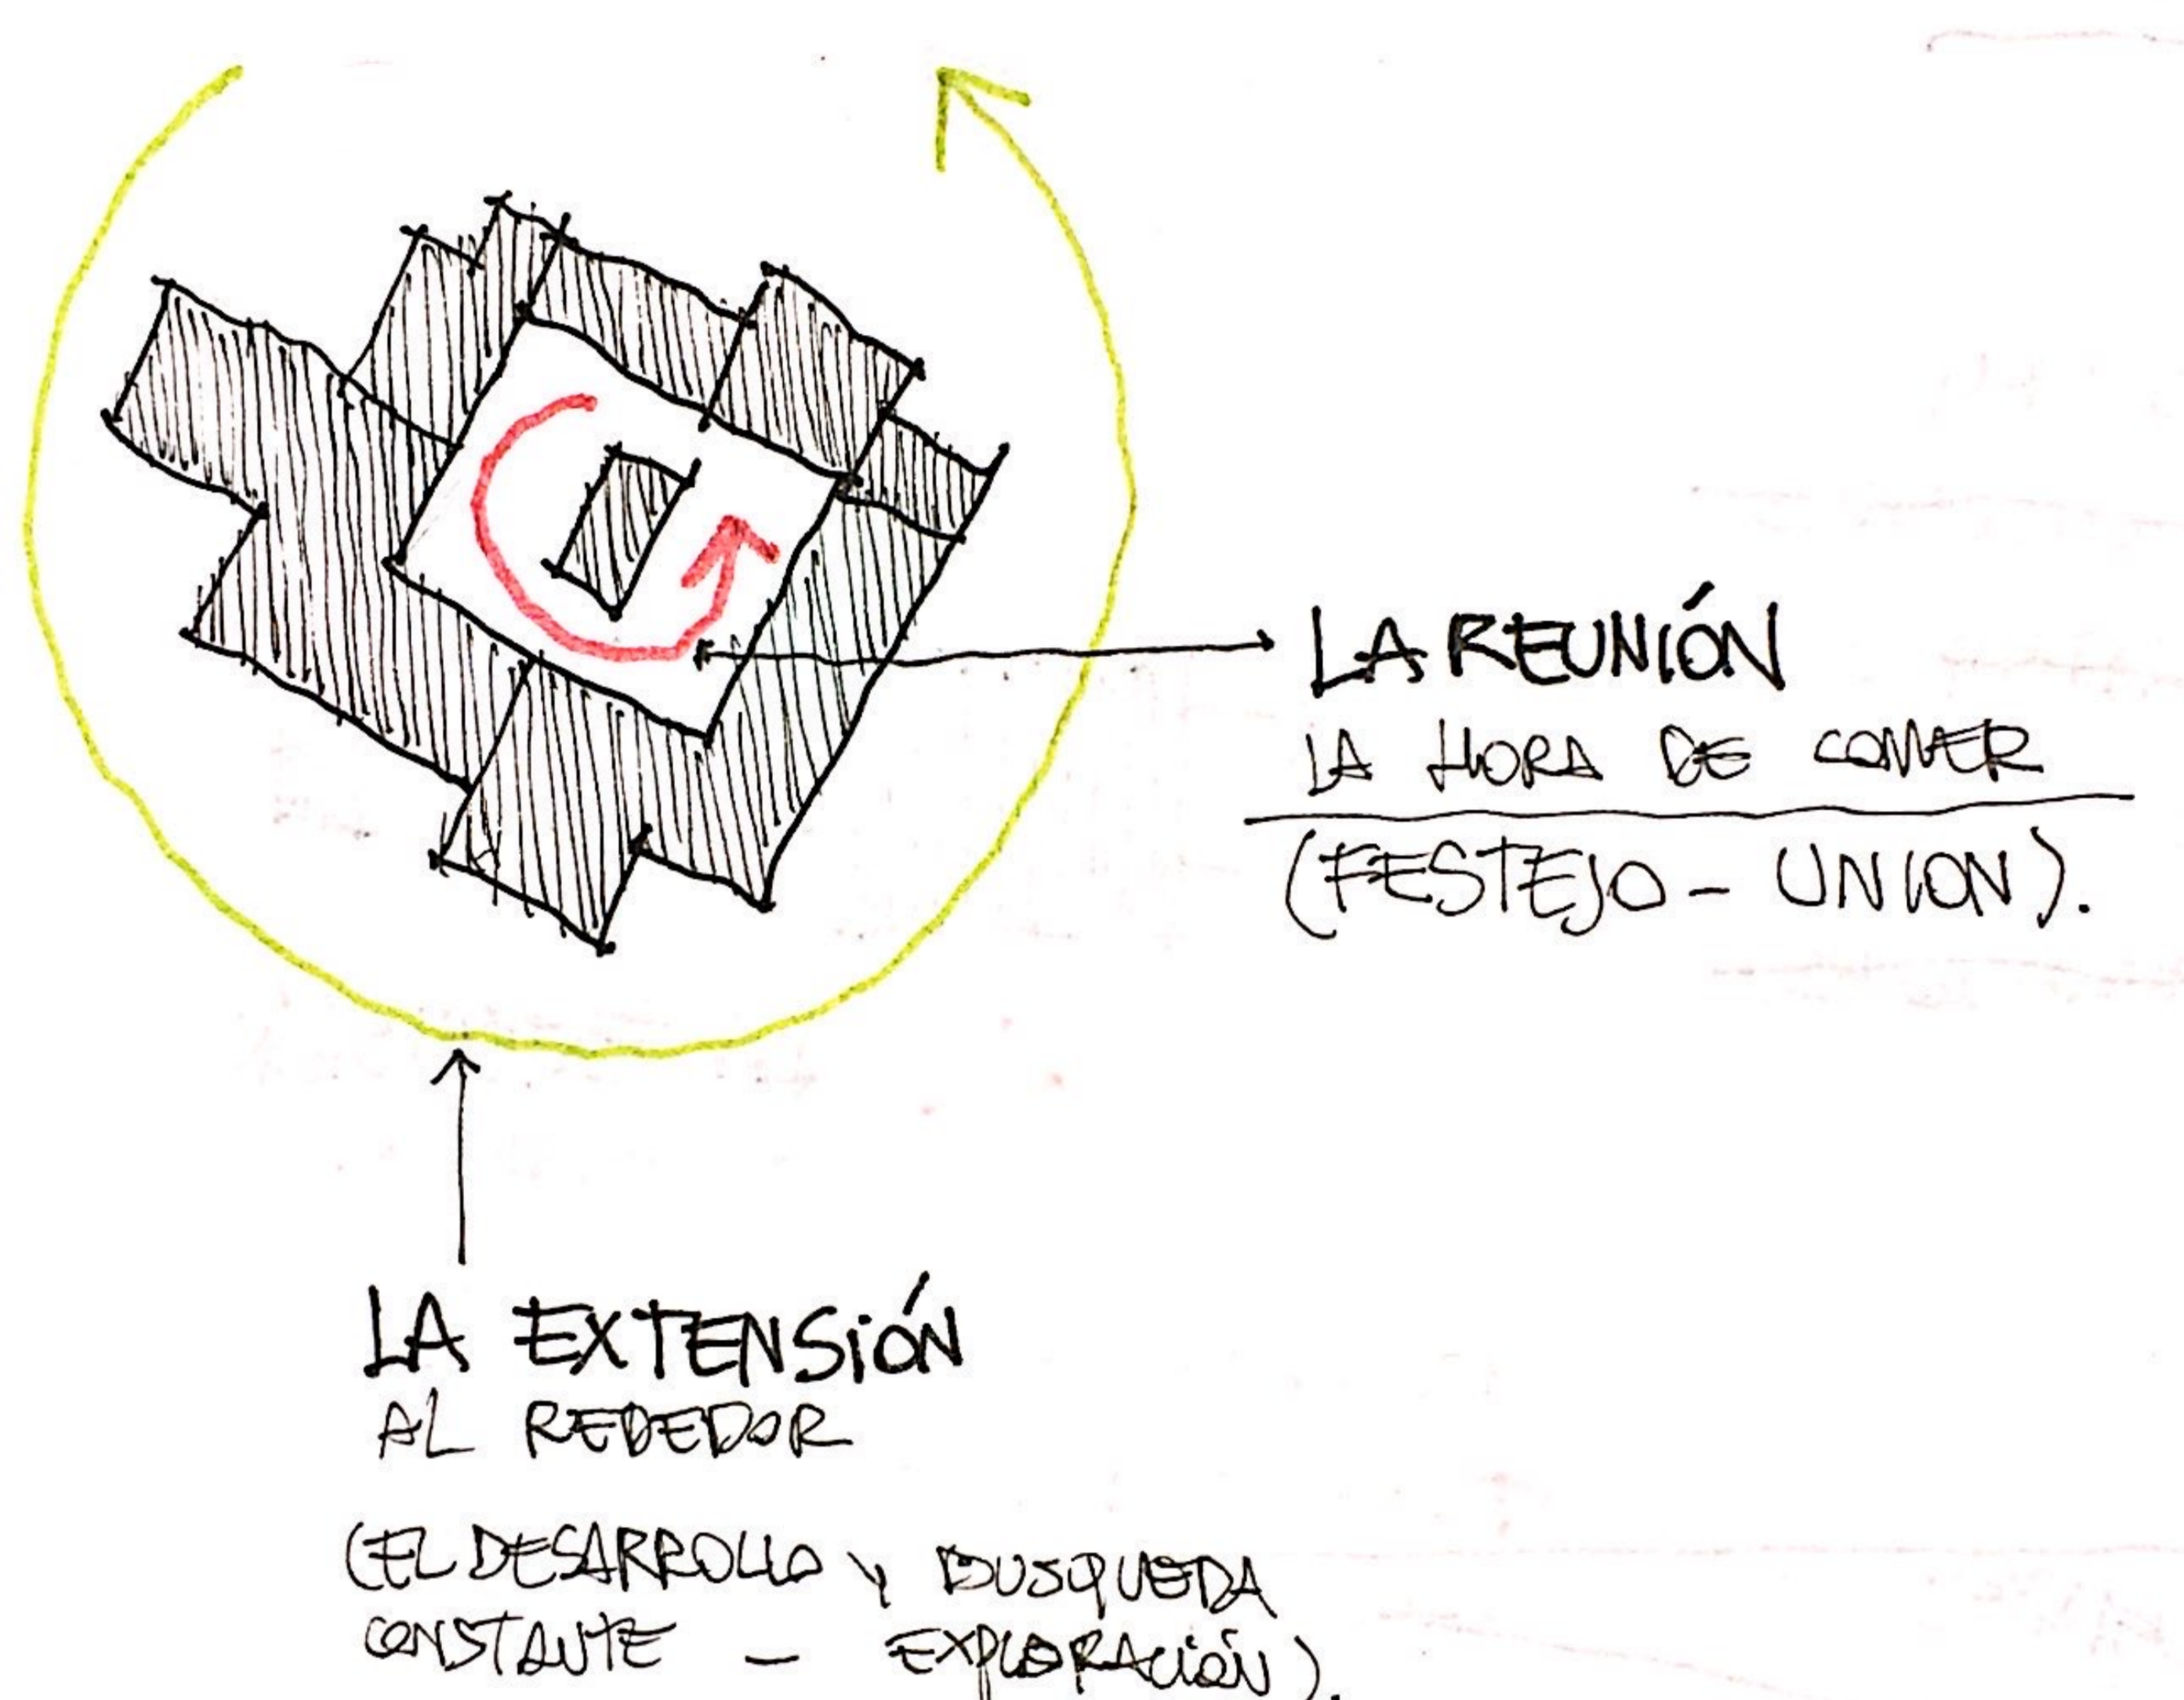 LA REUNIÓN
LA HORA DE COMER
(FESTEJO - UNION).
LA EXTENSIÓN
AL REDEDOR
(EL DESARROLLO Y BUSQUEDA
CONSTANTE - EXPLORACIÓN).